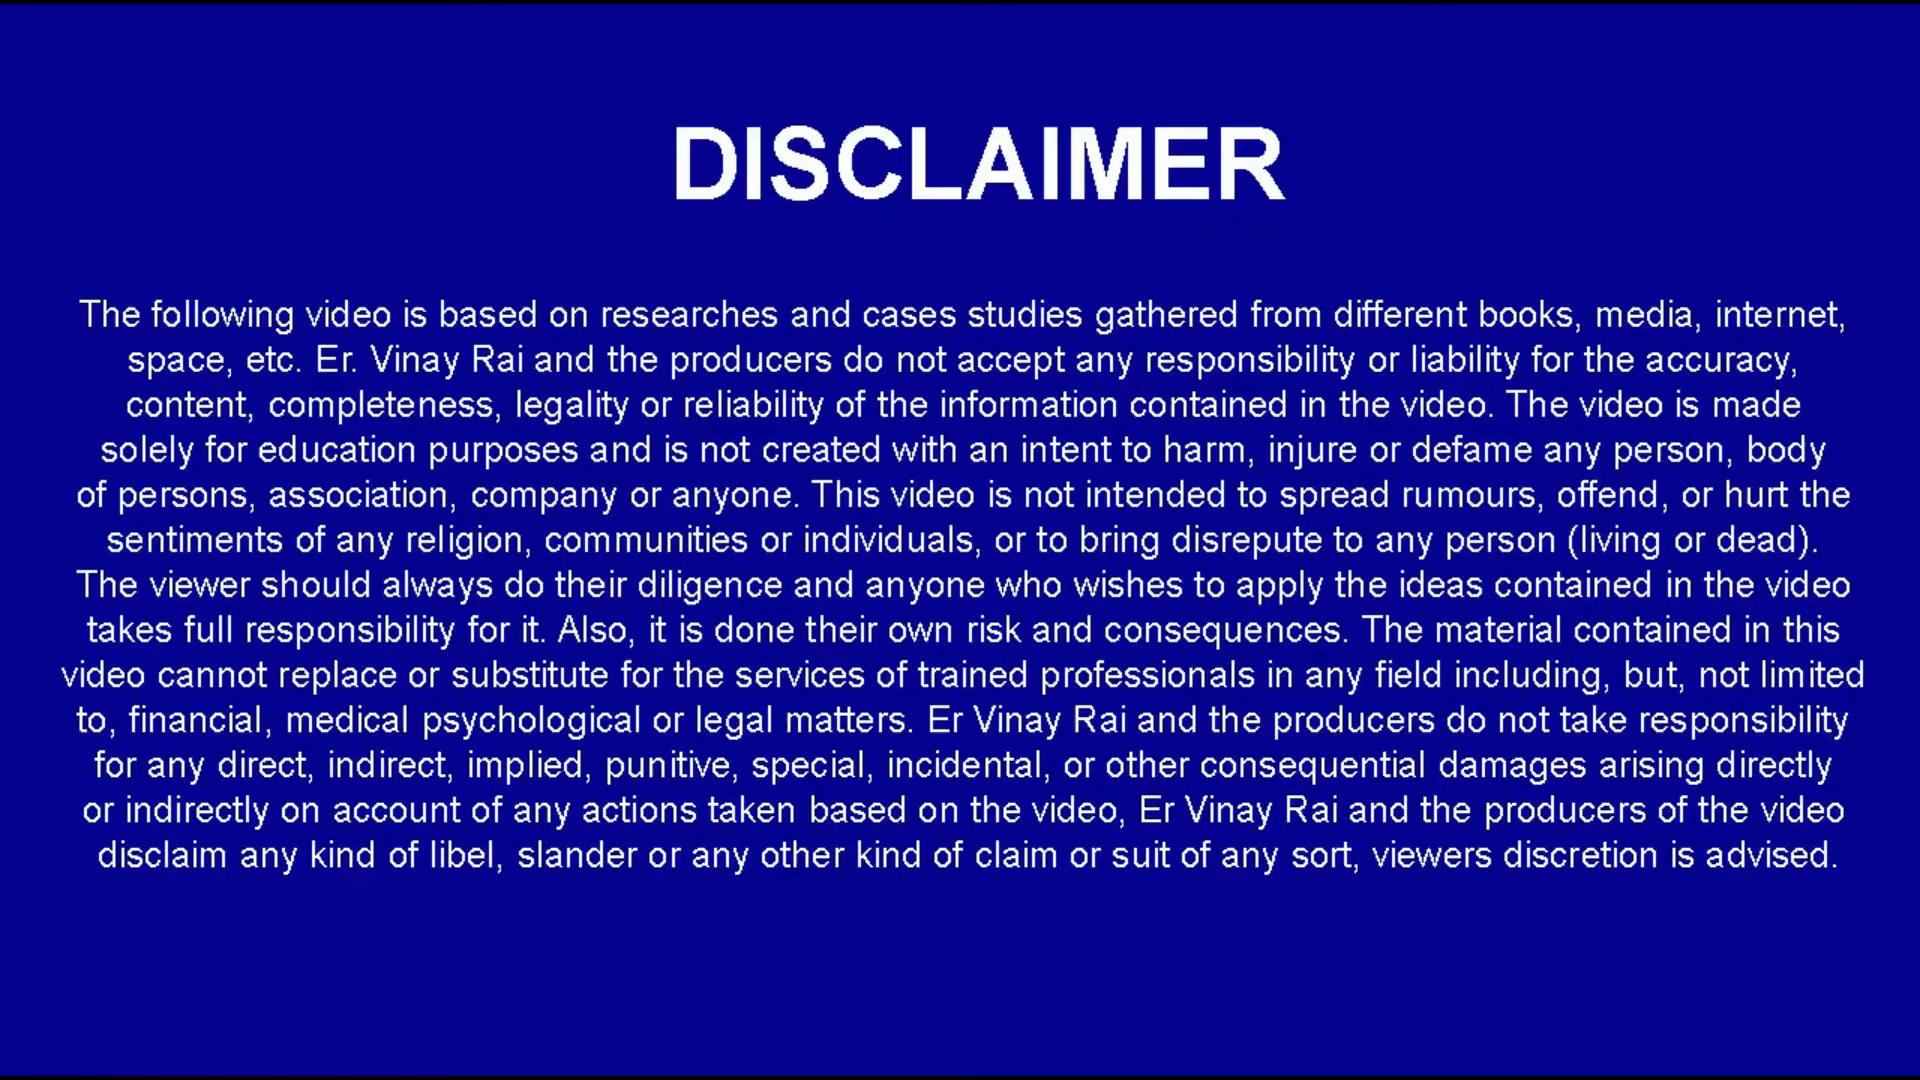 DISCLAIMER
The following video is based on researches and cases studies gathered from different books, media, internet,
space, etc. Er. Vinay Rai and the producers do not accept any responsibility or liability for the accuracy,
content, completeness, legality or reliability of the information contained in the video. The video is made
solely for education purposes and is not created with an intent to harm, injure or defame any person, body
of persons, association, company or anyone. This video is not intended to spread rumours, offend, or hurt the
sentiments of any religion, communities or individuals, or to bring disrepute to any person (living or dead).
The viewer should always do their diligence and anyone who wishes to apply the ideas contained in the video
takes full responsibility for it. Also, it is done their own risk and consequences. The material contained in this
video cannot replace or substitute for the services of trained professionals in any field including, but, not limited
to, financial, medical psychological or legal matters. Er Vinay Rai and the producers do not take responsibility
for any direct, indirect, implied, punitive, special, incidental, or other consequential damages arising directly
or indirectly on account of any actions taken based on the video, Er Vinay Rai and the producers of the video
disclaim any kind of libel, slander or any other kind of claim or suit of any sort, viewers discretion is advised.